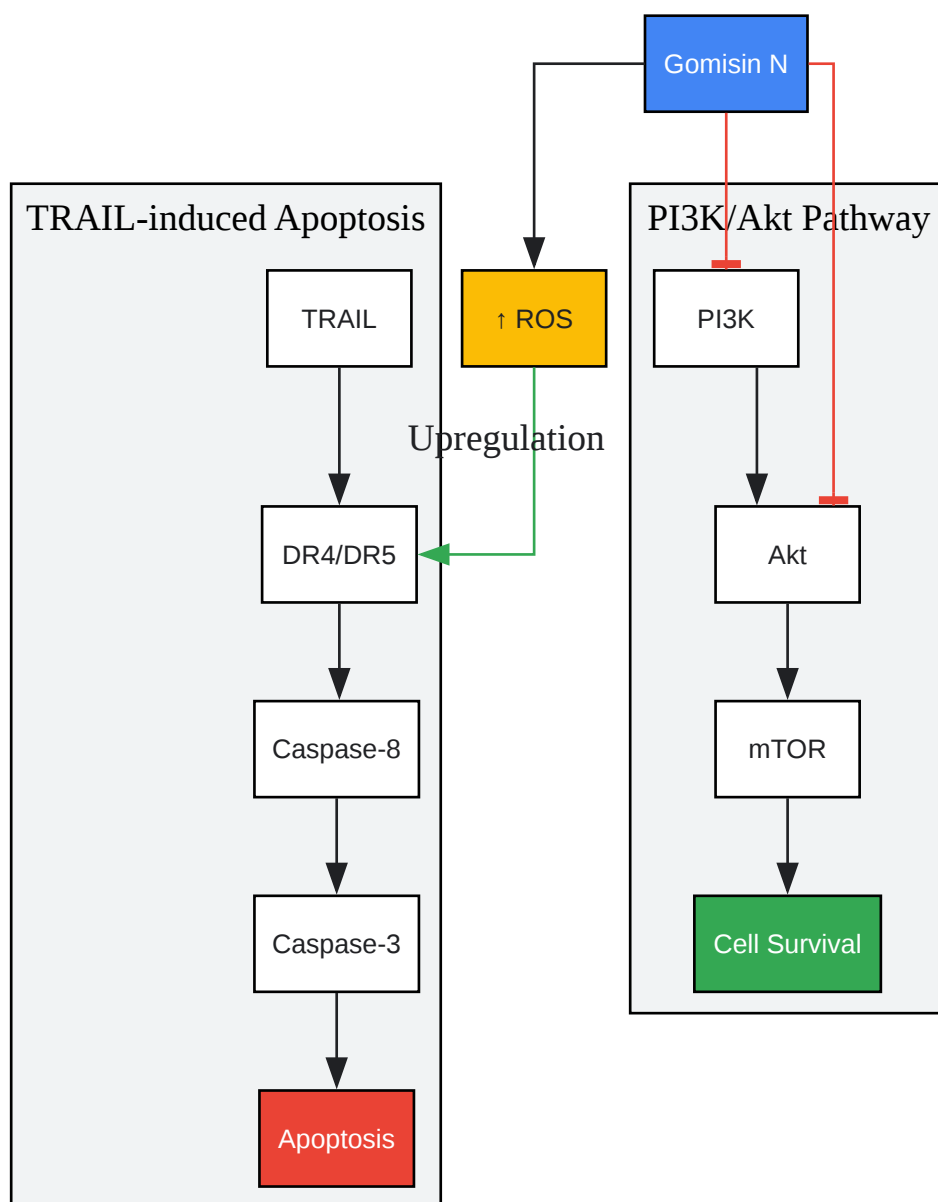 Gomisin N
TRAIL-induced Apoptosis
PI3K/Akt Pathway
TRAIL
↑ ROS
PI3K
Upregulation
DR4/DR5
Akt
Caspase-8
mTOR
Caspase-3
Cell Survival
Apoptosis